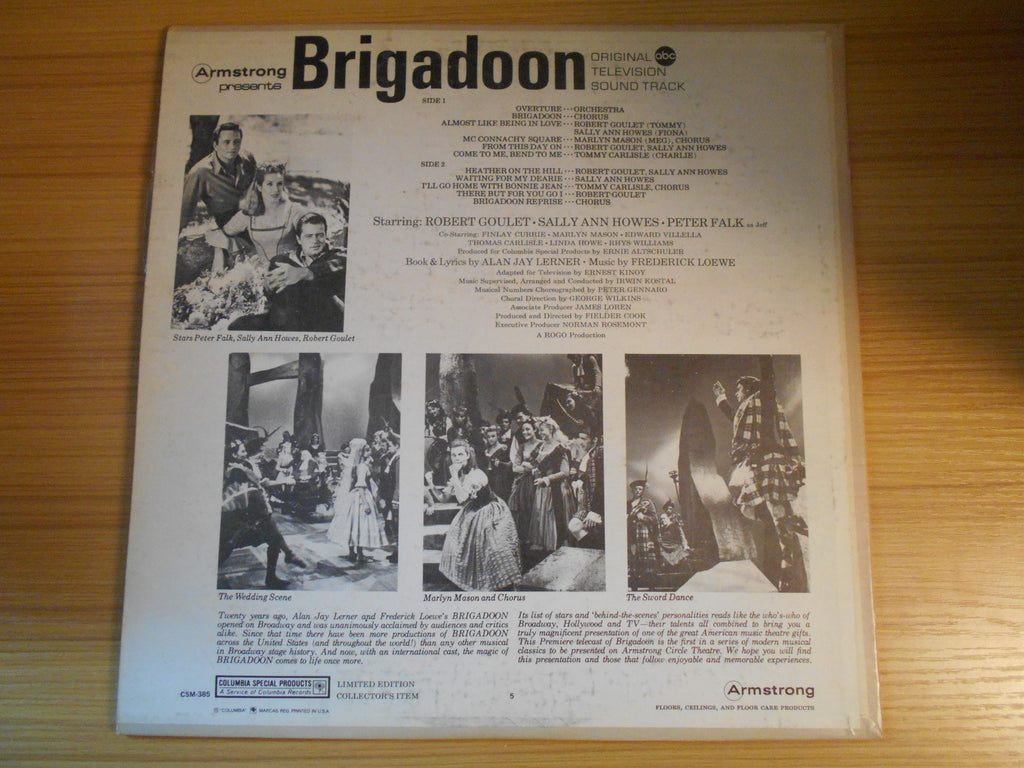 Armstrong
presents
Brigadoon
ORIGINAL abc
TELEVISION
SOUND TRACK
SIDE 1
OVERTURE • • • ORCHESTRA
BRIGADOON • • • CHORUS
ALMOST LIKE BEING IN LOVE • • • ROBERT GOULET (TOMMY)
SALLY ANN HOWES (FIONA)
MC CONNACHY SQUARE • • • MARLYN MASON (MEG), CHORUS
FROM THIS DAY ON • • • ROBERT GOULET, SALLY ANN HOWES
COME TO ME, BEND TO ME • • • TOMMY CARLISLE (CHARLIE)
SIDE 2
HEATHER ON THE HILL • • • ROBERT GOULET, SALLY ANN HOWES
WAITING FOR MY DEARIE • • • SALLY ANN HOWES
I'LL GO HOME WITH BONNIE JEAN • • • TOMMY CARLISLE, CHORUS
THERE BUT FOR YOU GO I • • • ROBERT GOULET
BRIGADOON REPRISE • • • CHORUS
Starring: ROBERT GOULET • SALLY ANN HOWES • PETER FALK as Jeff
Co-Starring: FINLAY CURRIE • MARLYN MASON • EDWARD VILLELLA
THOMAS CARLISLE • LINDA HOWE • RHYS WILLIAMS
Produced for Columbia Special Products by ERNIE ALTSCHULER
Book & Lyrics by ALAN JAY LERNER • Music by FREDERICK LOEWE
Adapted for Television by ERNEST KINOY
Music Supervised, Arranged and Conducted by IRWIN KOSTAL
Musical Numbers Choreographed by PETER GENNARO
Choral Direction by GEORGE WILKINS
Associate Producer JAMES LOREN
Produced and Directed by FIELDER COOK
Executive Producer NORMAN ROSEMONT
A ROGO Production
Stars Peter Falk, Sally Ann Howes, Robert Goulet
The Wedding Scene
Marlyn Mason and Chorus
The Sword Dance
Twenty years ago, Alan Jay Lerner and Frederick Loewe's BRIGADOON
opened on Broadway and was unanimously acclaimed by audiences and critics
alike. Since that time there have been more productions of BRIGADOON
across the United States (and throughout the world!) than any other musical
in Broadway stage history. And now, with an international cast, the magic of
BRIGADOON comes to life once more.
Its list of stars and 'behind-the-scenes' personalities reads like the who's-who of
Broadway, Hollywood and TV—their talents all combined to bring you a
truly magnificent presentation of one of the great American music theatre gifts.
This Premiere telecast of Brigadoon is the first in a series of modern musical
classics to be presented on Armstrong Circle Theatre. We hope you will find
this presentation and those that follow enjoyable and memorable experiences.
CSM-385
COLUMBIA SPECIAL PRODUCTS
A Service of Columbia Records
LIMITED EDITION
COLLECTOR'S ITEM
5
® "COLUMBIA" MARCAS REG. PRINTED IN U.S.A.
Armstrong
FLOORS, CEILINGS, AND FLOOR CARE PRODUCTS